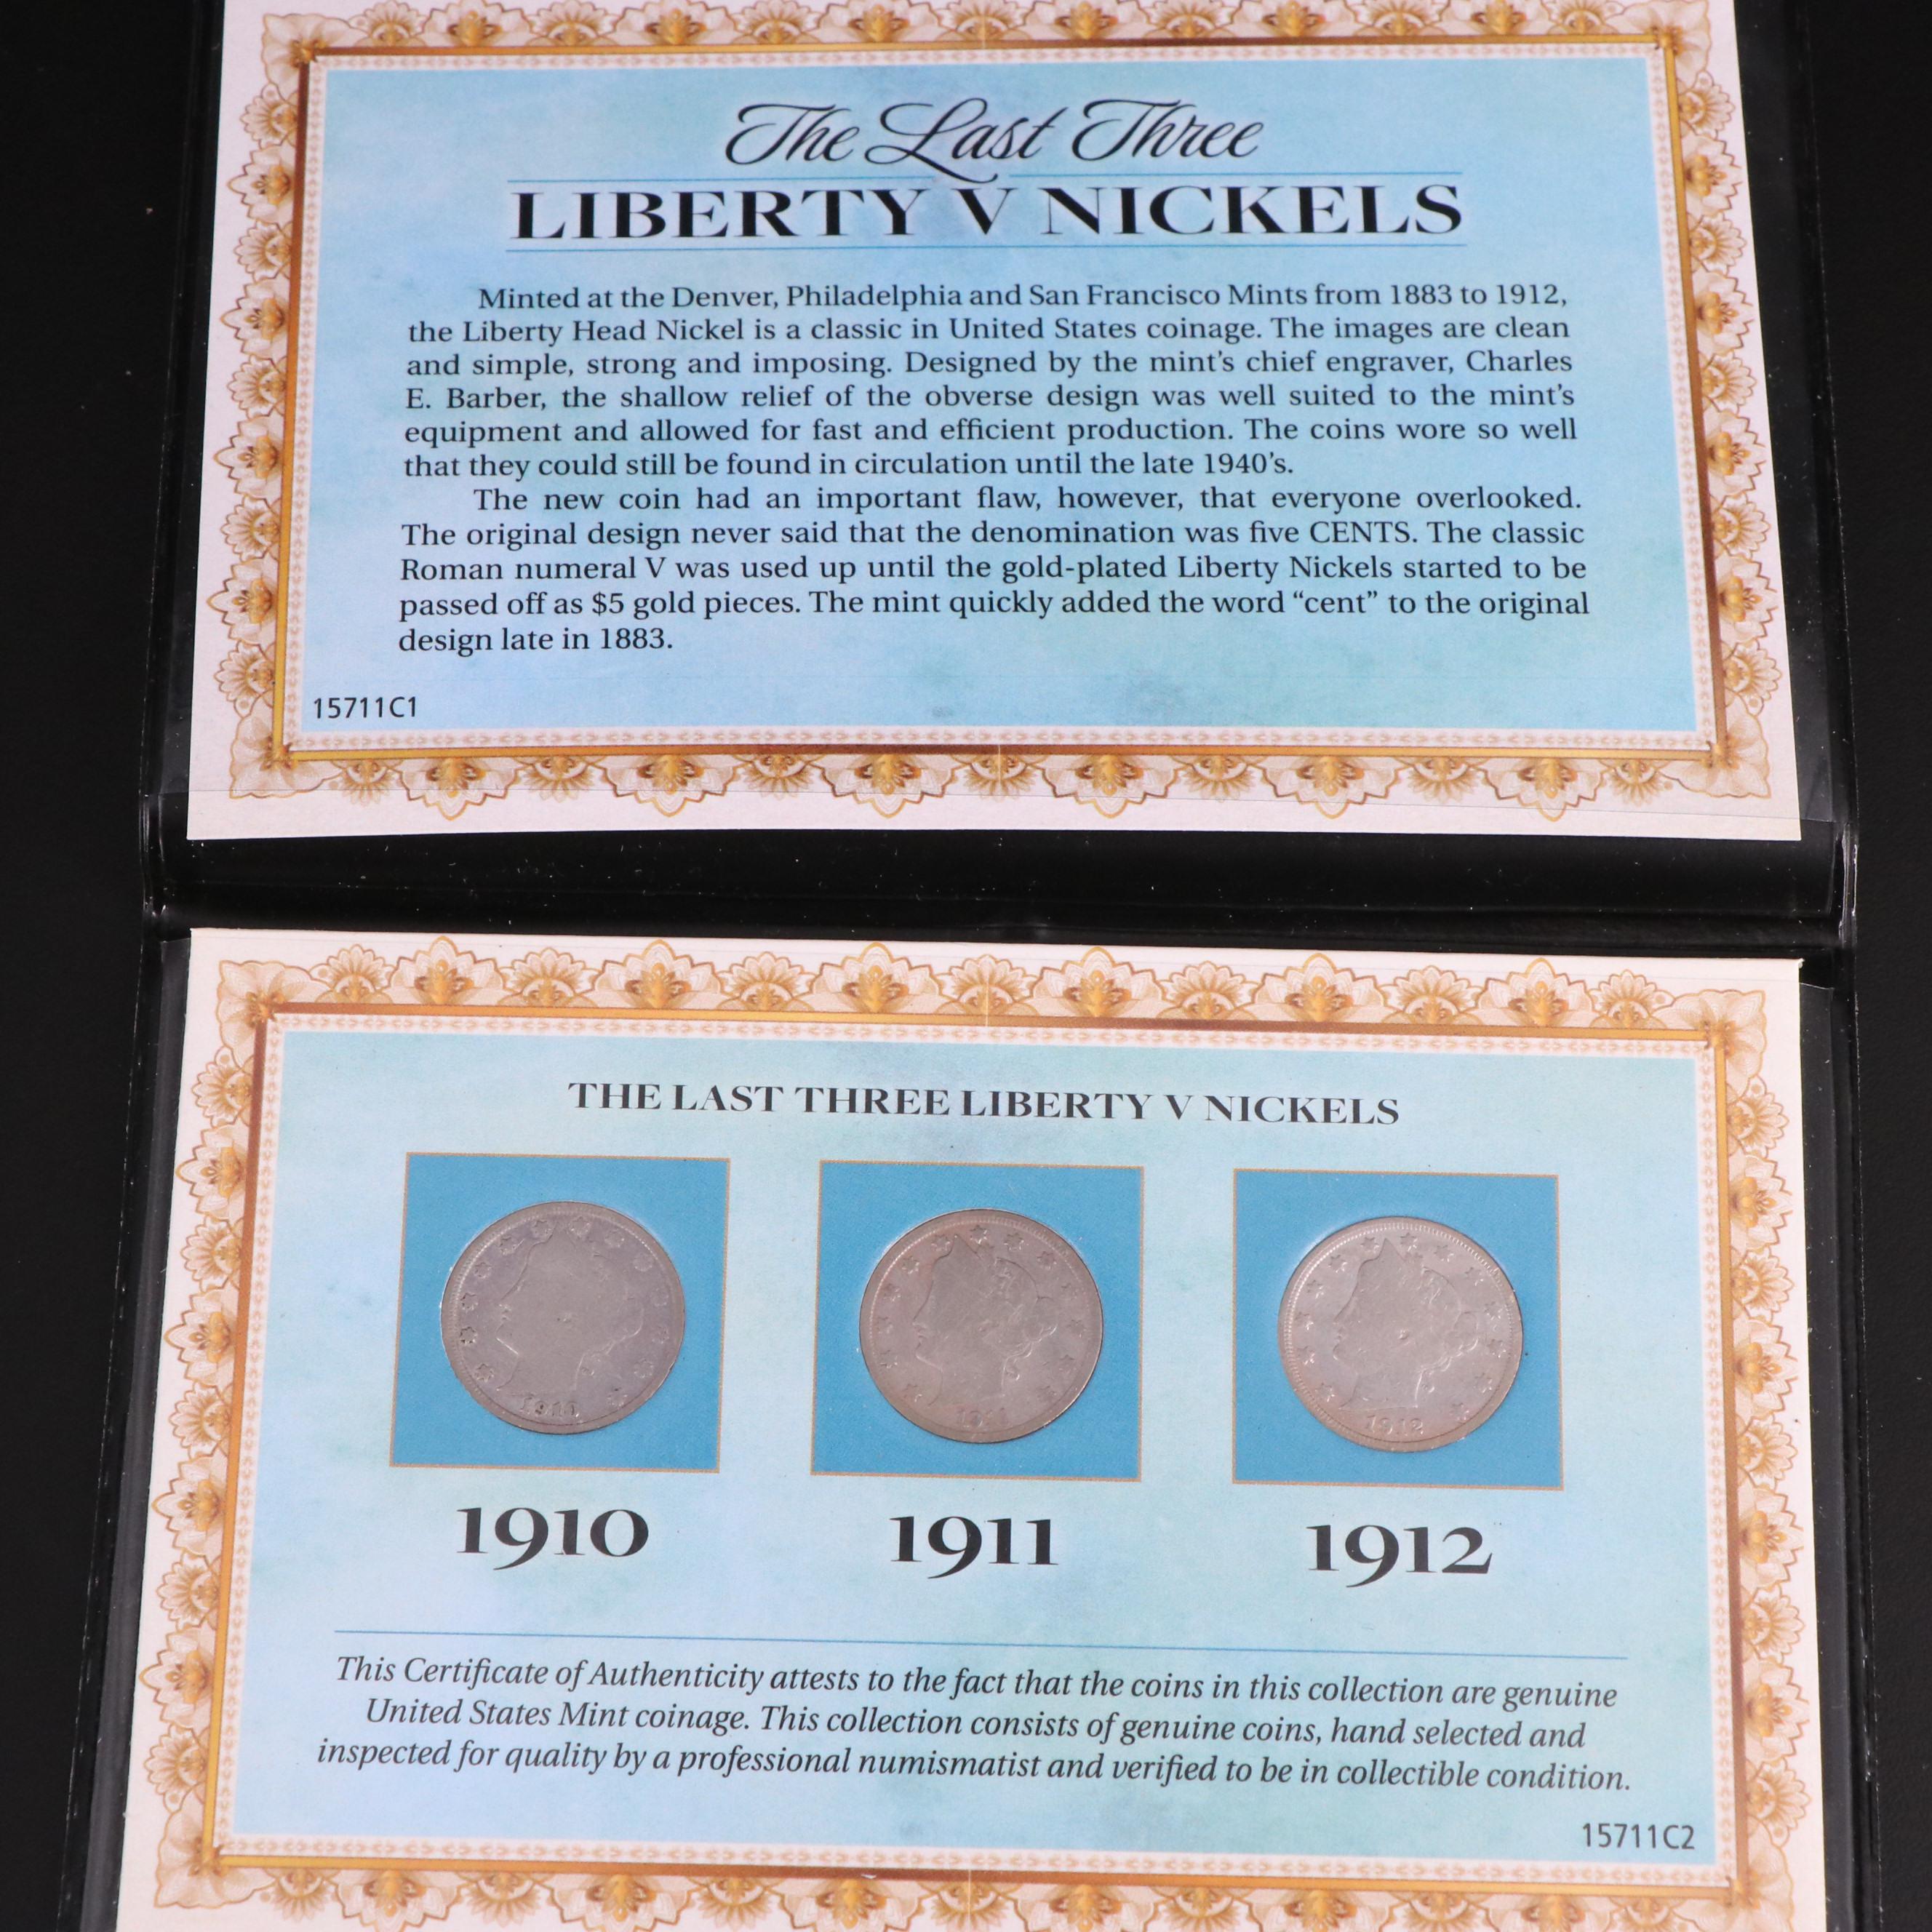 The Last Three
LIBERTY V NICKELS
Minted at the Denver, Philadelphia and San Francisco Mints from 1883 to 1912,
the Liberty Head Nickel is a classic in United States coinage. The images are clean
and simple, strong and imposing. Designed by the mint's chief engraver, Charles
E. Barber, the shallow relief of the obverse design was well suited to the mint's
equipment and allowed for fast and efficient production. The coins wore so well
that they could still be found in circulation until the late 1940's.
The new coin had an important flaw, however, that everyone overlooked.
The original design never said that the denomination was five CENTS. The classic
Roman numeral V was used up until the gold-plated Liberty Nickels started to be
passed off as $5 gold pieces. The mint quickly added the word "cent" to the original
design late in 1883.
15711C1
THE LAST THREE LIBERTY V NICKELS
1912
1910
1911
1912
This Certificate of Authenticity attests to the fact that the coins in this collection are genuine
United States Mint coinage. This collection consists of genuine coins, hand selected and
inspected for quality by a professional numismatist and verified to be in collectible condition.
15711C2